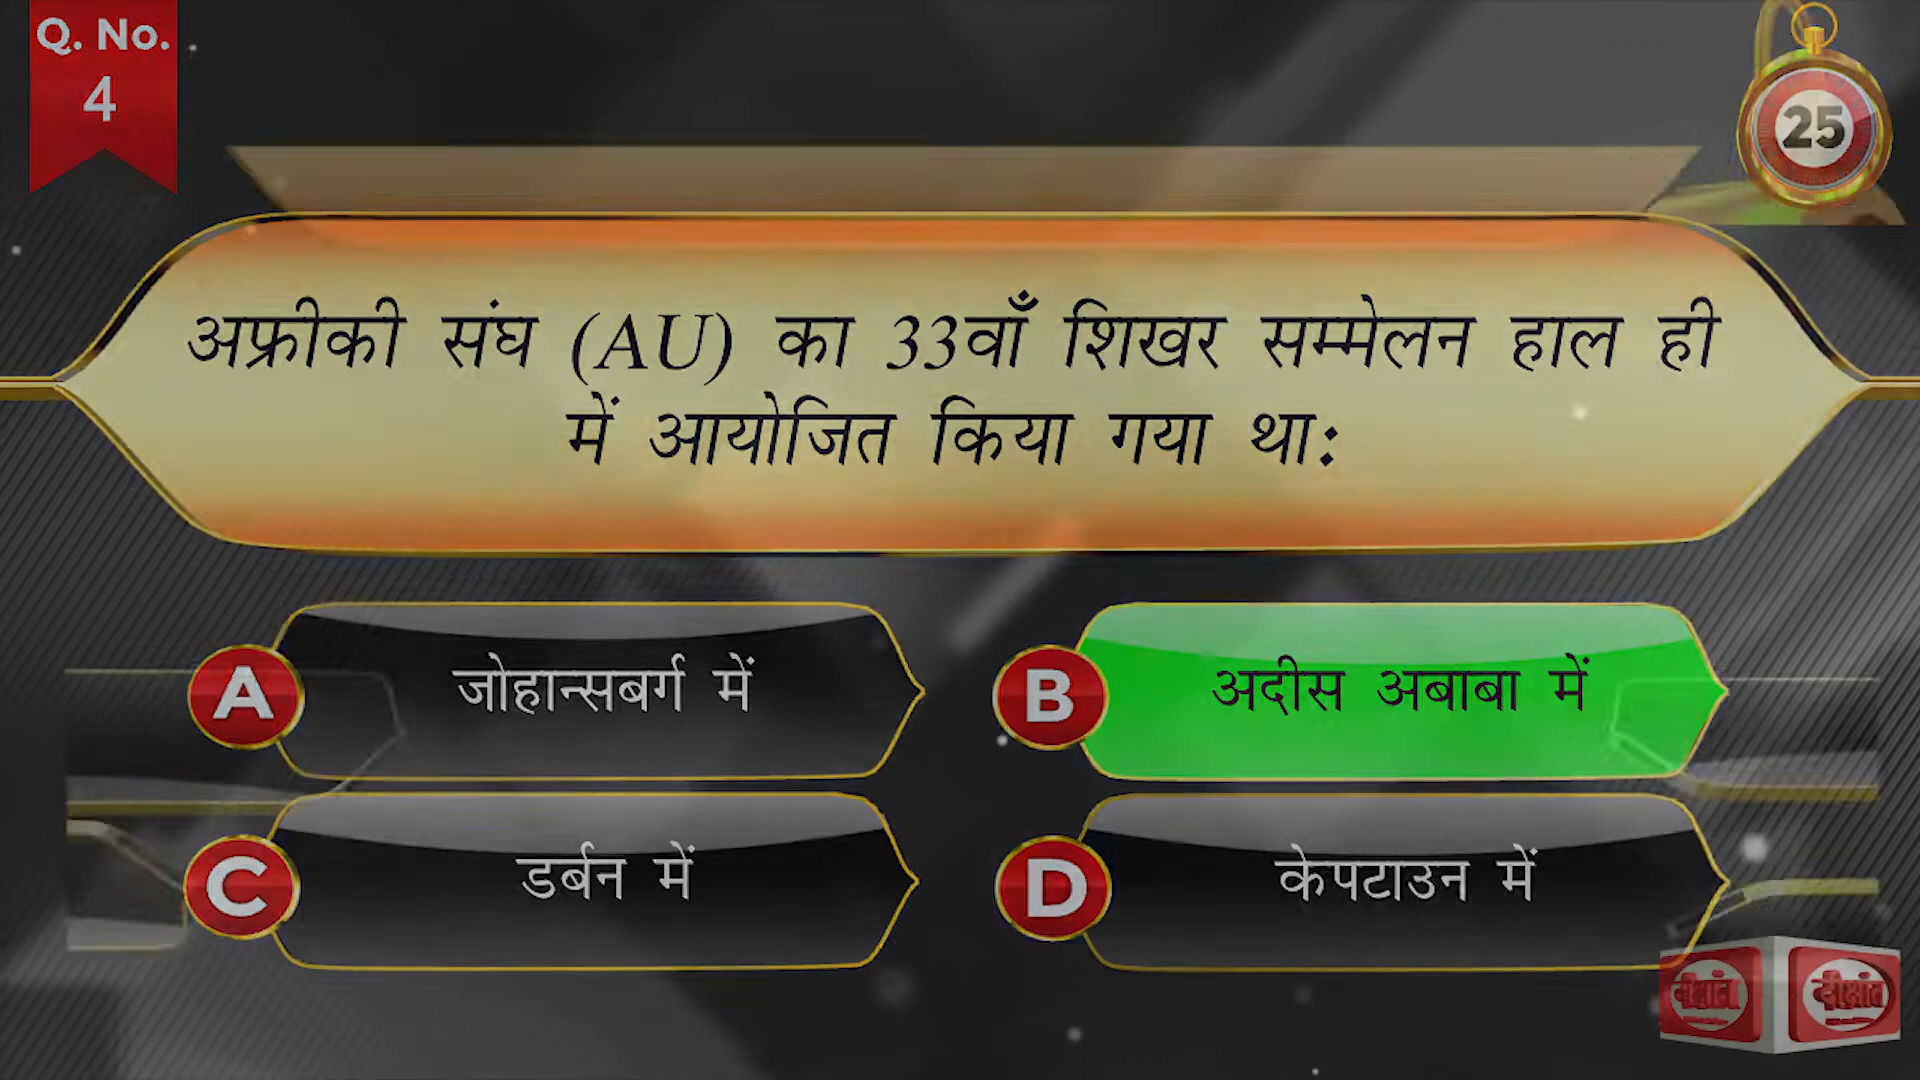 Q. No.
4
25
अफ्रीकी संघ (AU) का 33वाँ शिखर सम्मेलन हाल ही
में आयोजित किया गया था:
A जोहान्सबर्ग में
B अदीस अबाबा में
C डर्बन में
D केपटाउन में
दीक्षांत